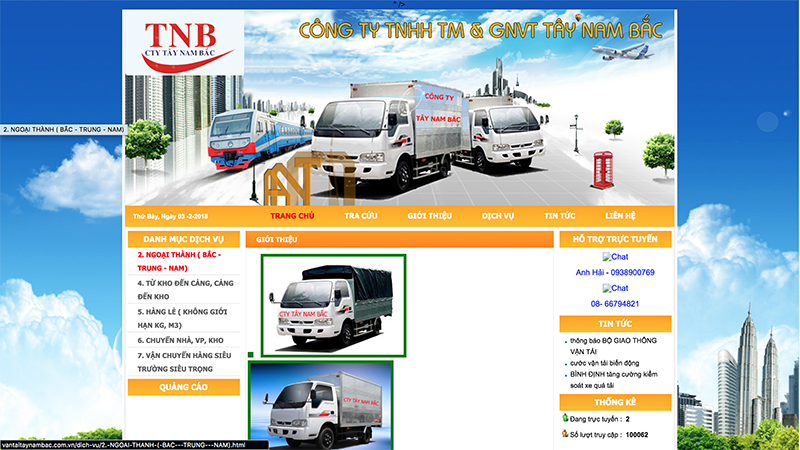 " />
TNB
CTY TÂY NAM BẮC
CÔNG TY TNHH TM & GNVT TÂY NAM BẮC
CÔNG TY
TÂY NAM BẮC
2. NGOẠI THÀNH ( BẮC - TRUNG - NAM)
Thứ Bảy, Ngày 03 -2-2018
TRANG CHỦ
TRA CỨU
GIỚI THIỆU
DỊCH VỤ
TIN TỨC
LIÊN HỆ
DANH MỤC DỊCH VỤ
2. NGOẠI THÀNH ( BẮC -
TRUNG - NAM)
4. TỪ KHO ĐẾN CẢNG, CẢNG
ĐẾN KHO
5. HÀNG LẺ ( KHÔNG GIỚI
HẠN KG, M3)
6. CHUYỂN NHÀ, VP, KHO
7. VẬN CHUYỂN HÀNG SIÊU
TRƯỜNG SIÊU TRỌNG
QUẢNG CÁO
GIỚI THIỆU
CTY TÂY NAM BẮC
CTY TÂY NAM BẮC
HỖ TRỢ TRỰC TUYẾN
Chat
Anh Hải - 0938900769
Chat
08- 66794821
TIN TỨC
thông báo BỘ GIAO THÔNG
VẬN TẢI
cước vận tải biển động
BÌNH ĐỊNH tăng cường kiểm
soát xe quá tải
THỐNG KÊ
Đang trực tuyến : 2
Số lượt truy cập : 100062
vantaitaynambac.com.vn/dich-vu/2.-NGOAI-THANH-(-BAC---TRUNG---NAM).html